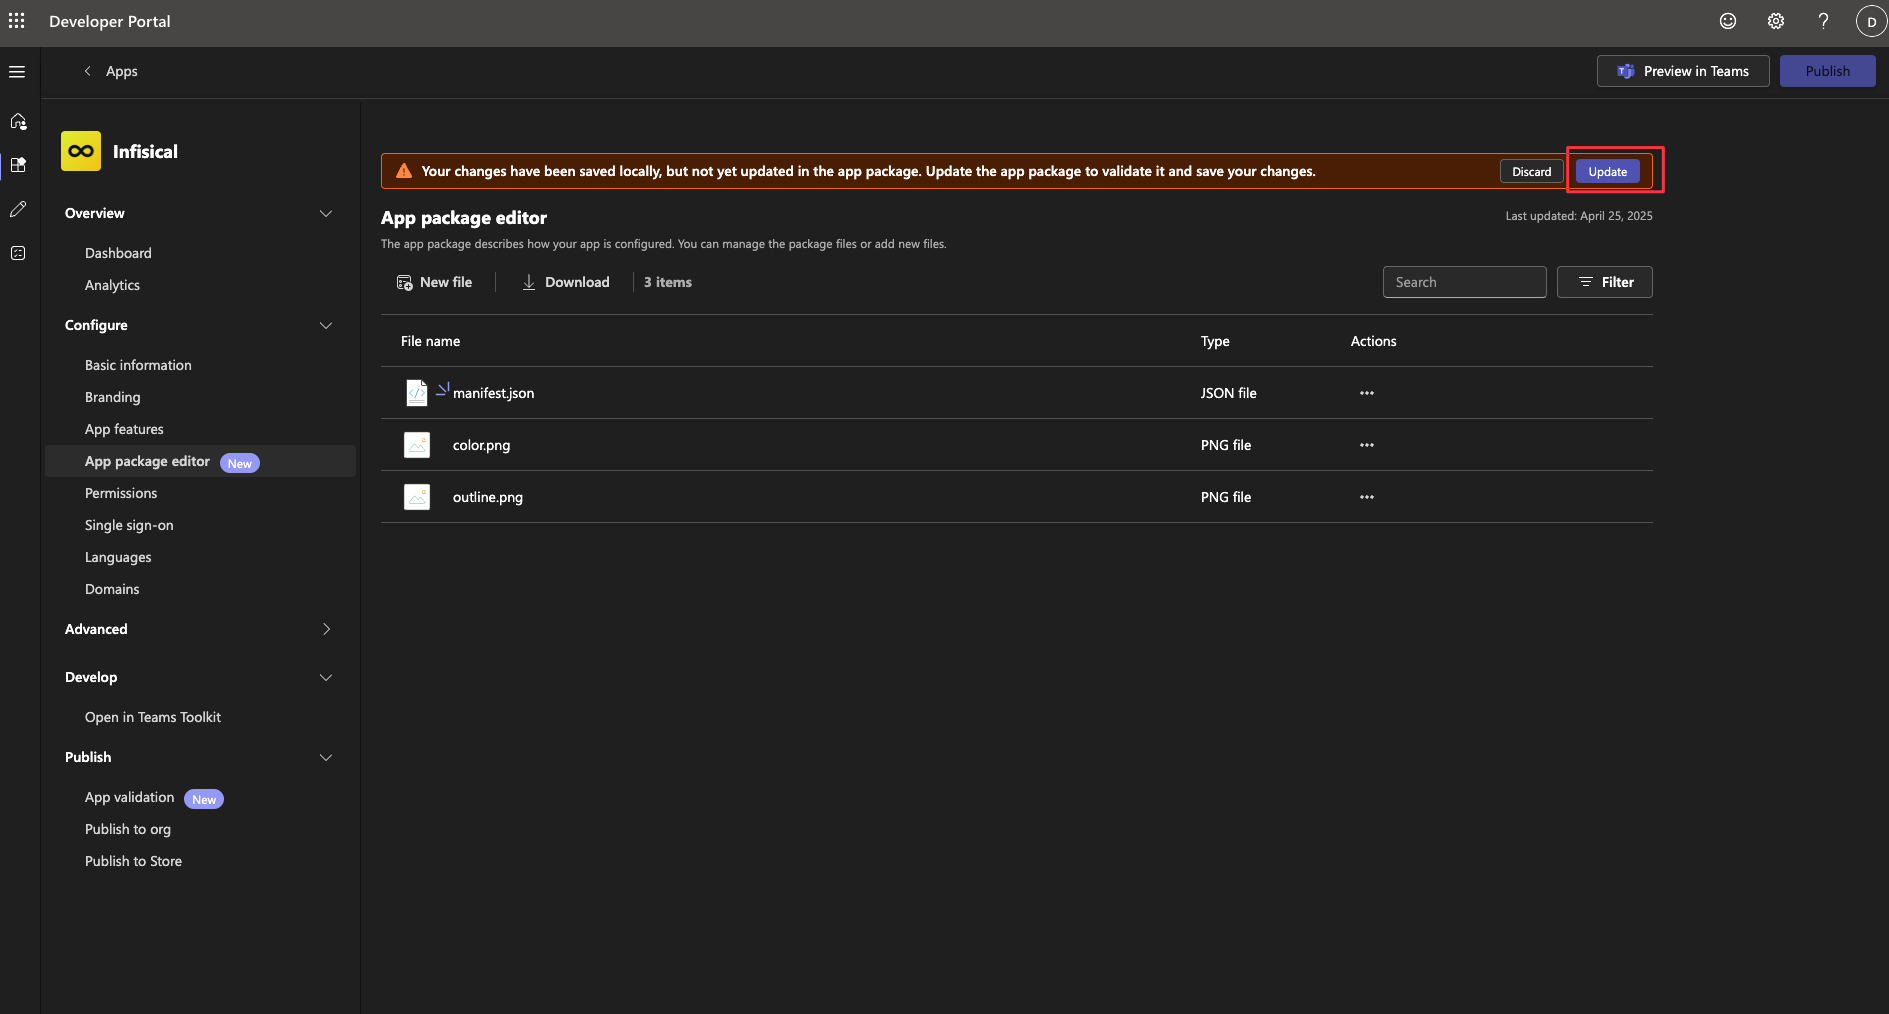 Developer Portal
?
D
Apps
Preview in Teams
Publish
Infisical
Overview
Dashboard
Analytics
Configure
Basic information
Branding
App features
App package editor New
Permissions
Single sign-on
Languages
Domains
Advanced
Develop
Open in Teams Toolkit
Publish
App validation New
Publish to org
Publish to Store
Your changes have been saved locally, but not yet updated in the app package. Update the app package to validate it and save your changes.
Discard
Update
App package editor
Last updated: April 25, 2025
The app package describes how your app is configured. You can manage the package files or add new files.
New file
Download
3 items
Search
Filter
File name Type Actions
manifest.json JSON file
color.png PNG file
outline.png PNG file